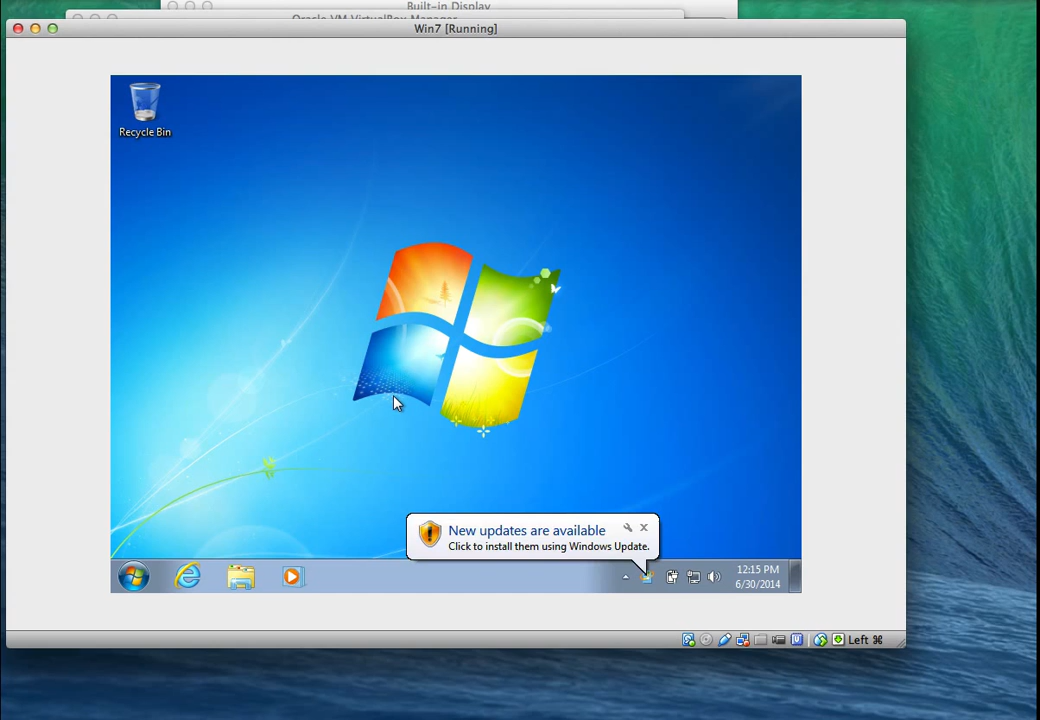 Built-in Display
Oracle VM VirtualBox Manager
Win7 [Running]
Recycle Bin
New updates are available
Click to install them using Windows Update.
12:15 PM
6/30/2014
Left ⌘